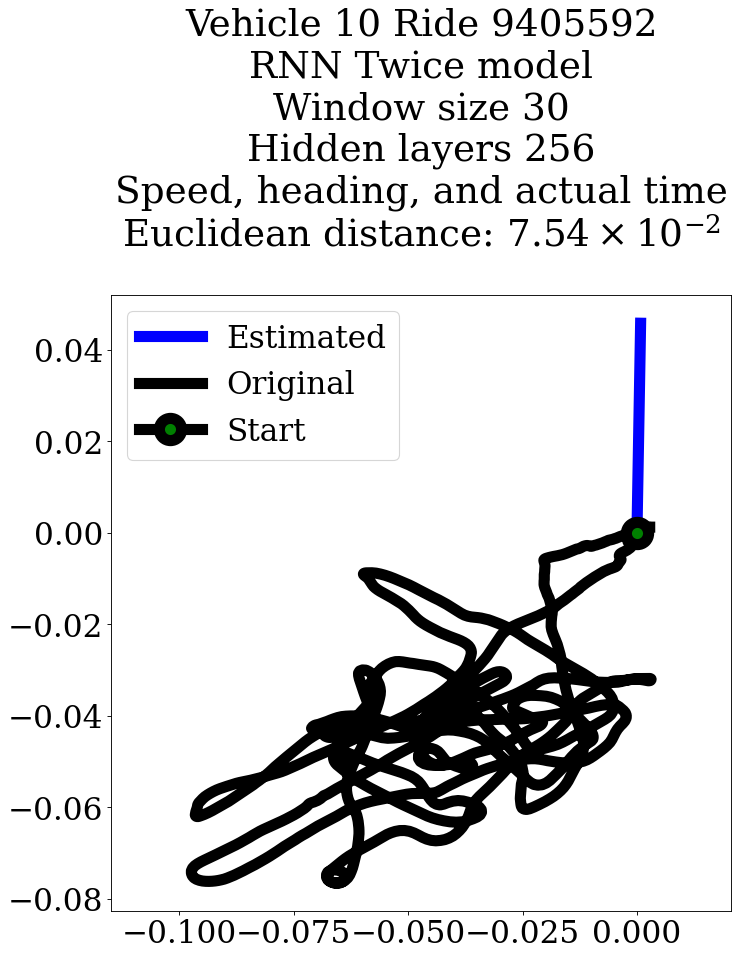 Vehicle 10 Ride 9405592
RNN Twice model
Window size 30
Hidden layers 256
Speed, heading, and actual time
Euclidean distance: 7.54 × 10⁻²
Estimated
Original
Start
0.04
0.02
0.00
−0.02
−0.04
−0.06
−0.08
−0.100 −0.075 −0.050 −0.025 0.000